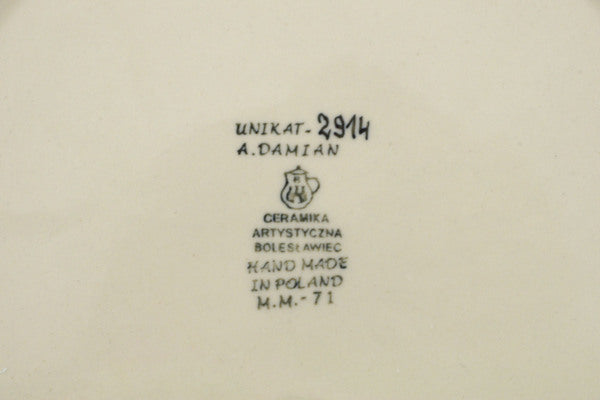 UNIKAT-2914
A. DAMIAN
CERAMIKA
ARTYSTYCZNA
BOLESŁAWIEC
HAND MADE
IN POLAND
M.M.-71